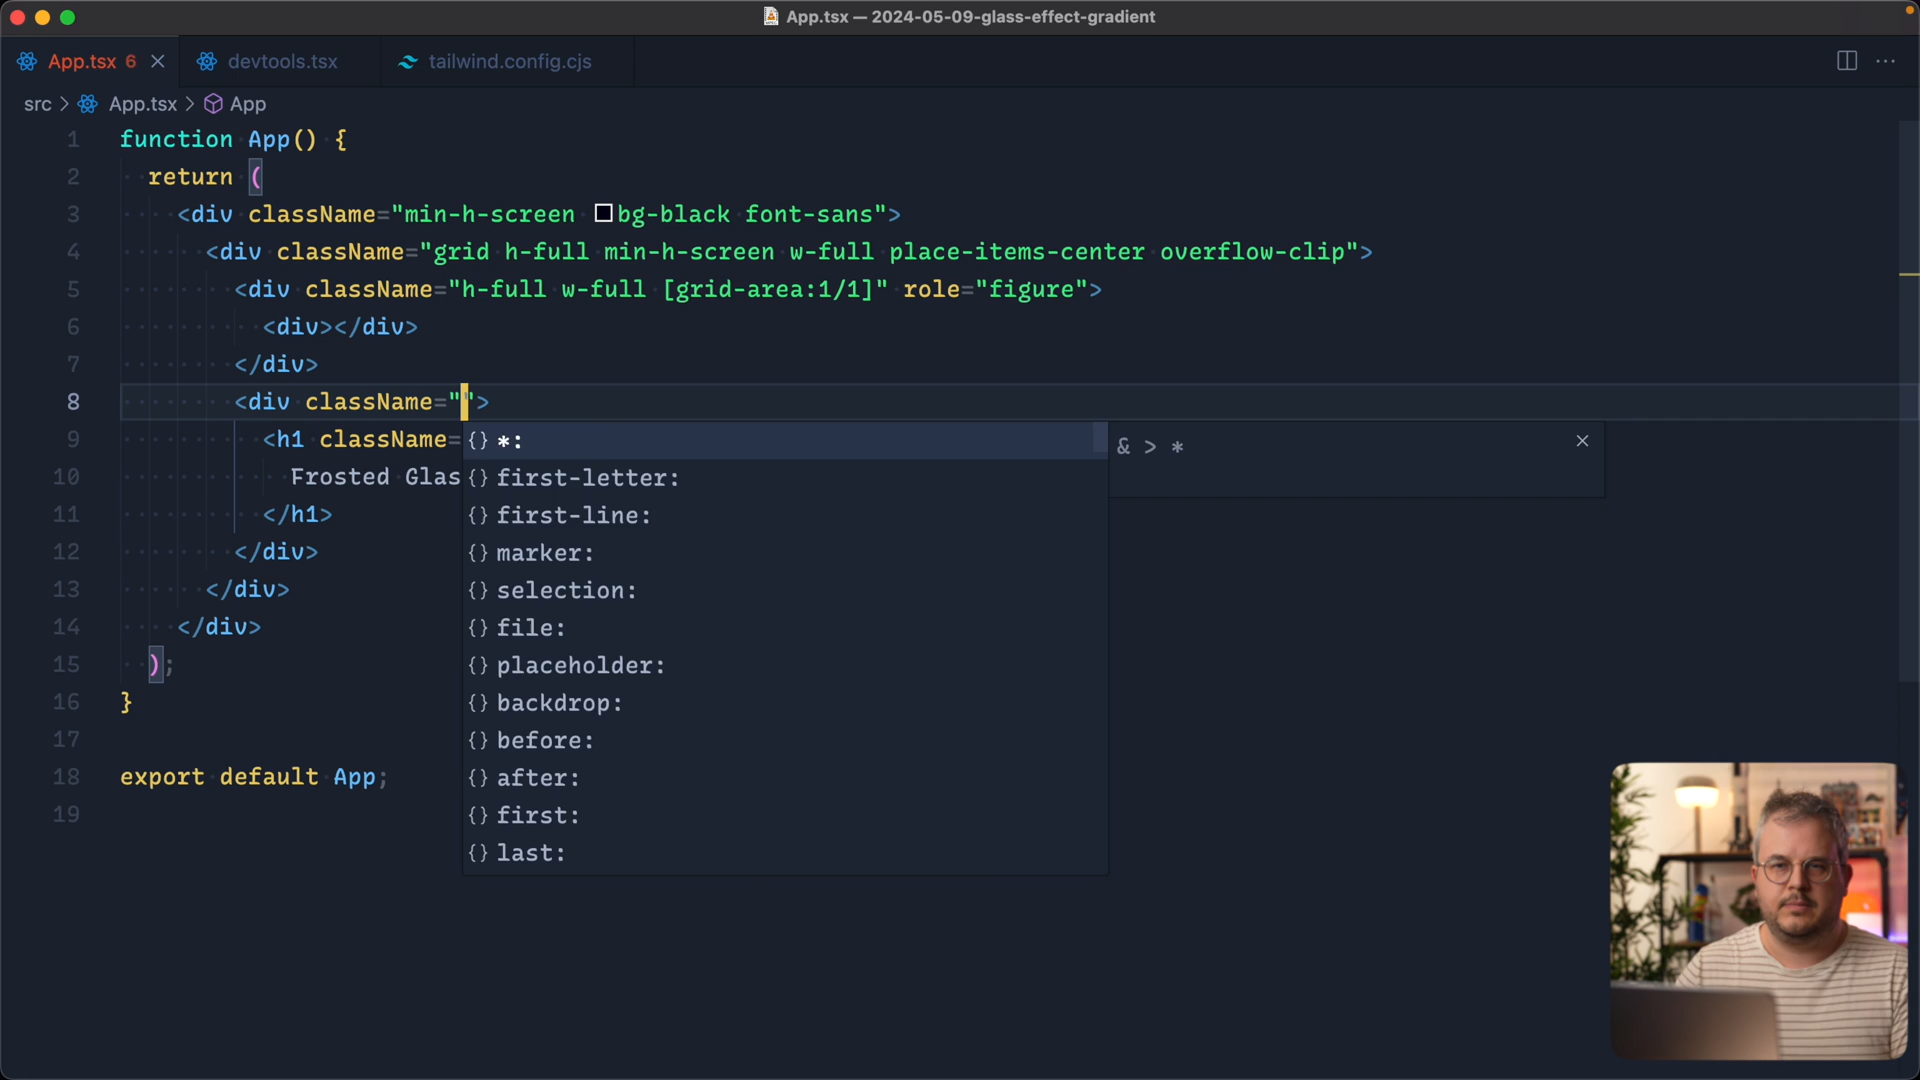 App.tsx — 2024-05-09-glass-effect-gradient
App.tsx 6
devtools.tsx
tailwind.config.cjs
src > App.tsx > App
1 function App() {
2 return (
3 <div className="min-h-screen bg-black font-sans">
4 <div className="grid h-full min-h-screen w-full place-items-center overflow-clip">
5 <div className="h-full w-full [grid-area:1/1]" role="figure">
6 <div></div>
7 </div>
8 <div className="">
9 <h1 className=
10 Frosted Glas
11 </h1>
12 </div>
13 </div>
14 </div>
15 );
16 }
17
18 export default App;
19
{} *:
{} first-letter:
{} first-line:
{} marker:
{} selection:
{} file:
{} placeholder:
{} backdrop:
{} before:
{} after:
{} first:
{} last:
& > *